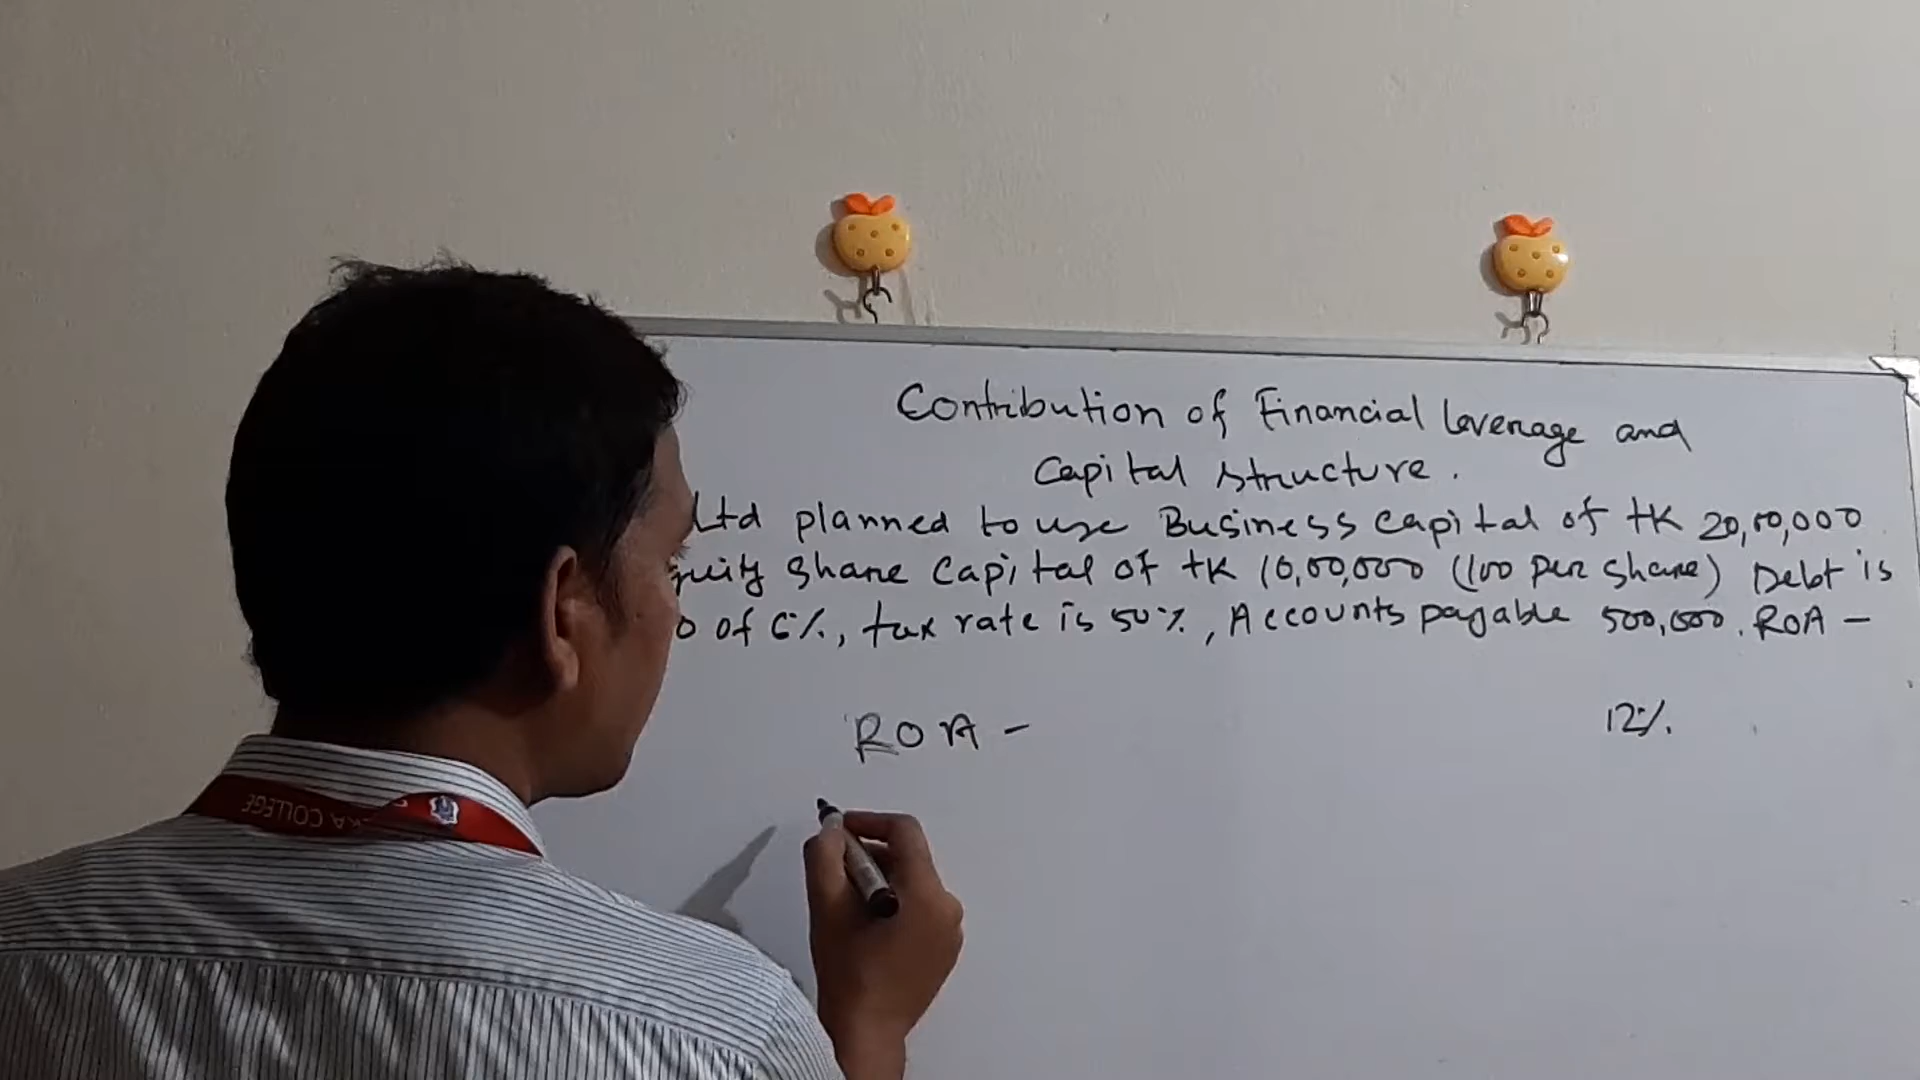 Contribution of Financial leverage and
Capital structure.
Ltd planned to use Business capital of tk 20,00,000
quity share capital of tk 10,00,000 (100 per share) Debt is
0 of 6%, tax rate is 50%, Accounts payable 500,000. ROA -
12%
ROA -
COLLEGE